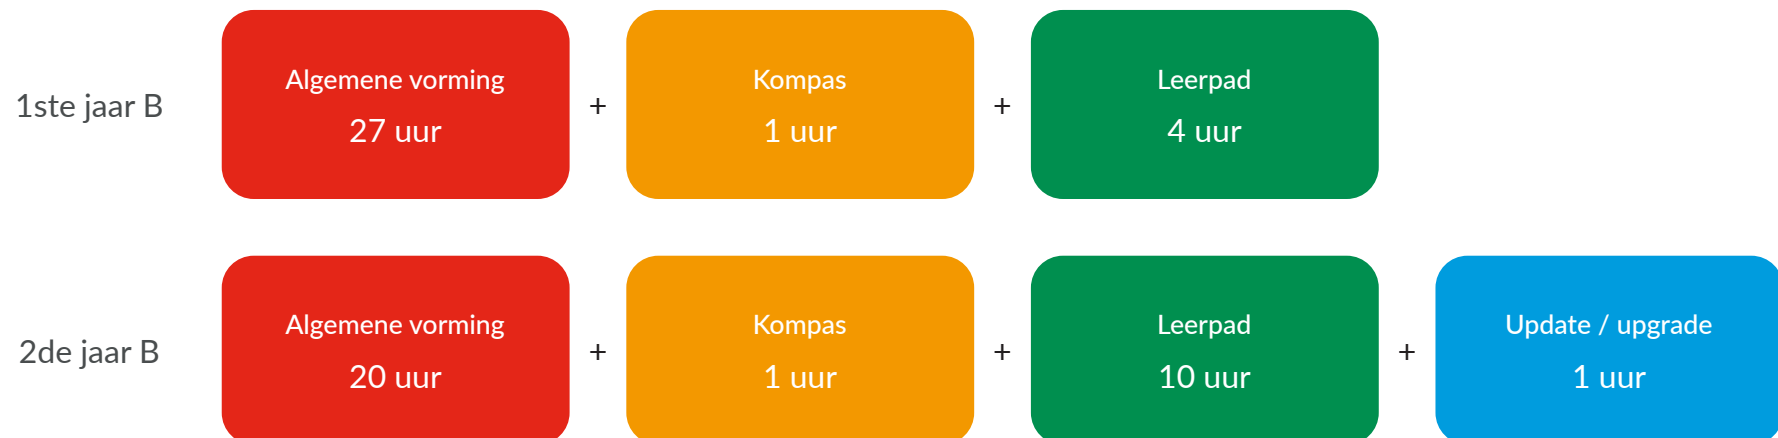 1ste jaar B
Algemene vorming
27 uur
+
Kompas
1 uur
+
Leerpad
4 uur
2de jaar B
Algemene vorming
20 uur
+
Kompas
1 uur
+
Leerpad
10 uur
+
Update / upgrade
1 uur